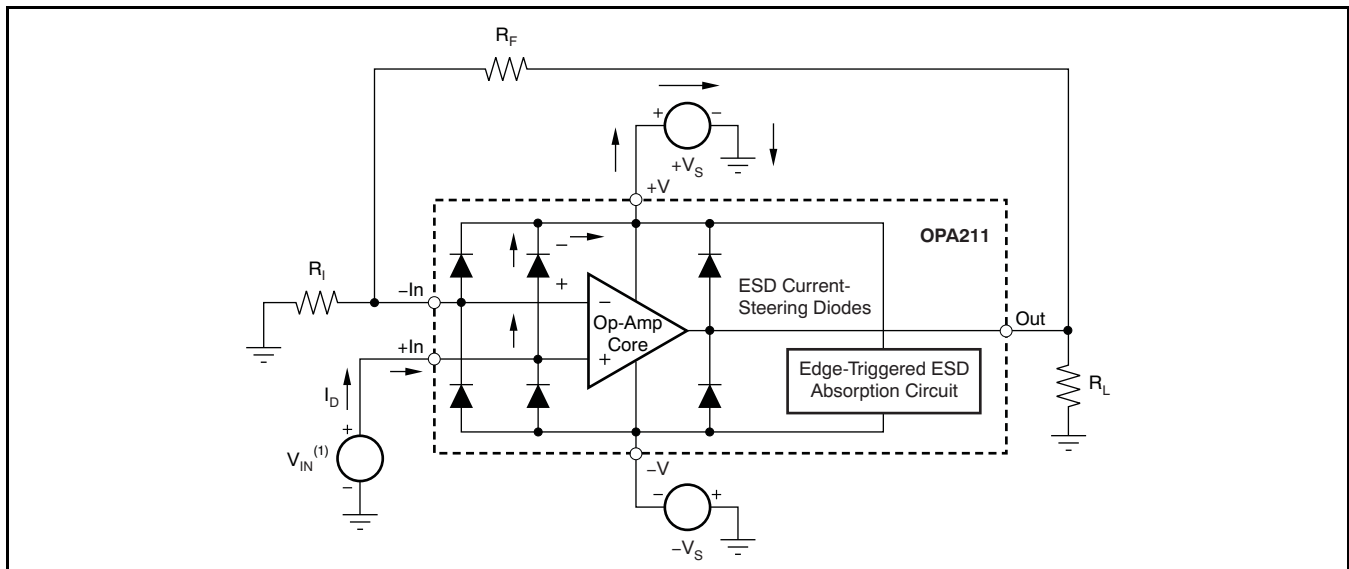 R_F
+ −
+V_S
+V
OPA211
R_I
−In
−
+
ESD Current-
Steering Diodes
−
Op-Amp
Core
+
Out
+In
Edge-Triggered ESD
Absorption Circuit
R_L
I_D
+
V_IN^(1)
−
−V
− +
−V_S